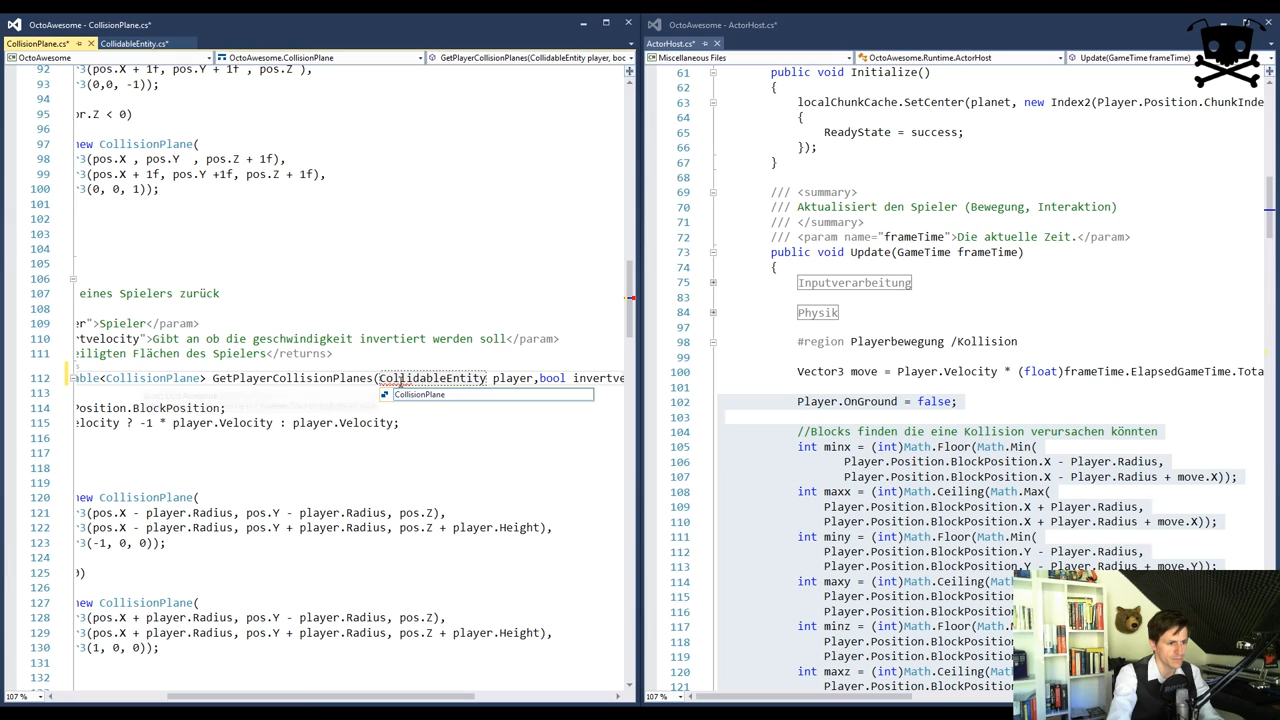 OctoAwesome - CollisionPlane.cs*
CollisionPlane.cs*
CollidableEntity.cs*
OctoAwesome
OctoAwesome.CollisionPlane
GetPlayerCollisionPlanes(CollidableEntity player, boc
92 (pos.X + 1f, pos.Y + 1f , pos.Z ),
93 3(0,0, -1));
94
95 or.Z < 0)
96
97 new CollisionPlane(
98 3(pos.X , pos.Y  , pos.Z + 1f),
99 3(pos.X + 1f, pos.Y +1f, pos.Z + 1f),
100 3(0, 0, 1));
101
102
103
104
105
106
107 eines Spielers zurück
108
109 er">Spieler</param>
110 rtvelocity">Gibt an ob die geschwindigkeit invertiert werden soll</param>
111 eiligten Flächen des Spielers</returns>
112 able<CollisionPlane> GetPlayerCollisionPlanes(CollidableEntity player,bool invertve
CollisionPlane
113
114 Position.BlockPosition;
115 elocity ? -1 * player.Velocity : player.Velocity;
116
117
118
119
120 new CollisionPlane(
121 3(pos.X - player.Radius, pos.Y - player.Radius, pos.Z),
122 3(pos.X - player.Radius, pos.Y + player.Radius, pos.Z + player.Height),
123 3(-1, 0, 0));
124
125 0)
126
127 new CollisionPlane(
128 3(pos.X + player.Radius, pos.Y - player.Radius, pos.Z),
129 3(pos.X + player.Radius, pos.Y + player.Radius, pos.Z + player.Height),
130 3(1, 0, 0));
131
132
107 %
OctoAwesome - ActorHost.cs*
ActorHost.cs*
Miscellaneous Files
OctoAwesome.Runtime.ActorHost
Update(GameTime frameTime)
61 public void Initialize()
62 {
63 localChunkCache.SetCenter(planet, new Index2(Player.Position.ChunkInde
64 {
65 ReadyState = success;
66 });
67 }
68
69 /// <summary>
70 /// Aktualisiert den Spieler (Bewegung, Interaktion)
71 /// </summary>
72 /// <param name="frameTime">Die aktuelle Zeit.</param>
73 public void Update(GameTime frameTime)
74 {
75 Inputverarbeitung
83
84 Physik
97
98 #region Playerbewegung /Kollision
99
100 Vector3 move = Player.Velocity * (float)frameTime.ElapsedGameTime.Tota
102 Player.OnGround = false;
103
104 //Blocks finden die eine Kollision verursachen könnten
105 int minx = (int)Math.Floor(Math.Min(
106 Player.Position.BlockPosition.X - Player.Radius,
107 Player.Position.BlockPosition.X - Player.Radius + move.X));
108 int maxx = (int)Math.Ceiling(Math.Max(
109 Player.Position.BlockPosition.X + Player.Radius,
110 Player.Position.BlockPosition.X + Player.Radius + move.X));
111 int miny = (int)Math.Floor(Math.Min(
112 Player.Position.BlockPosition.Y - Player.Radius,
113 Player.Position.BlockPosition.Y - Player.Radius + move.Y));
114 int maxy = (int)Math.Ceiling(Ma
115 Player.Position.BlockPositi
116 Player.Position.BlockPositi
117 int minz = (int)Math.Floor(Math
118 Player.Position.BlockPositi
119 Player.Position.BlockPositi
120 int maxz = (int)Math.Ceiling(Ma
121 Player.Position.BlockPositi
107 %